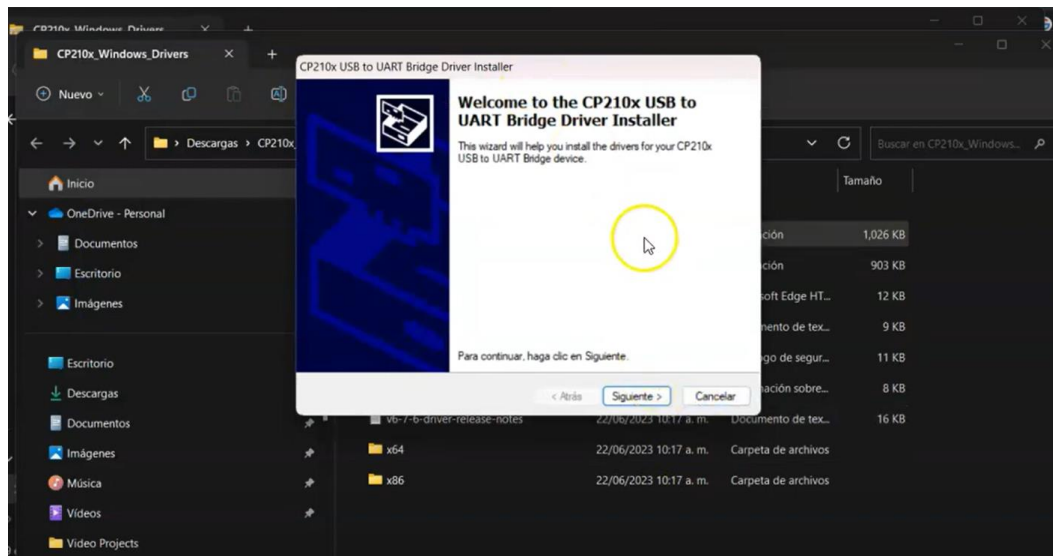 CP210x Windows Drivers
CP210x_Windows_Drivers
Nuevo
Descargas
CP210x_
Buscar en CP210x_Windows...
CP210x USB to UART Bridge Driver Installer
Welcome to the CP210x USB to
UART Bridge Driver Installer
This wizard will help you install the drivers for your CP210x
USB to UART Bridge device.
Para continuar, haga clic en Siguiente.
< Atrás
Siguiente >
Cancelar
Inicio
OneDrive - Personal
Documentos
Escritorio
Imágenes
Escritorio
Descargas
Documentos
Imágenes
Música
Vídeos
Video Projects
Tamaño
ción 1,026 KB
ción 903 KB
soft Edge HT... 12 KB
mento de tex... 9 KB
ogo de segur... 11 KB
ación sobre... 8 KB
v6-7-6-driver-release-notes 22/06/2023 10:17 a. m. Documento de tex... 16 KB
x64 22/06/2023 10:17 a. m. Carpeta de archivos
x86 22/06/2023 10:17 a. m. Carpeta de archivos